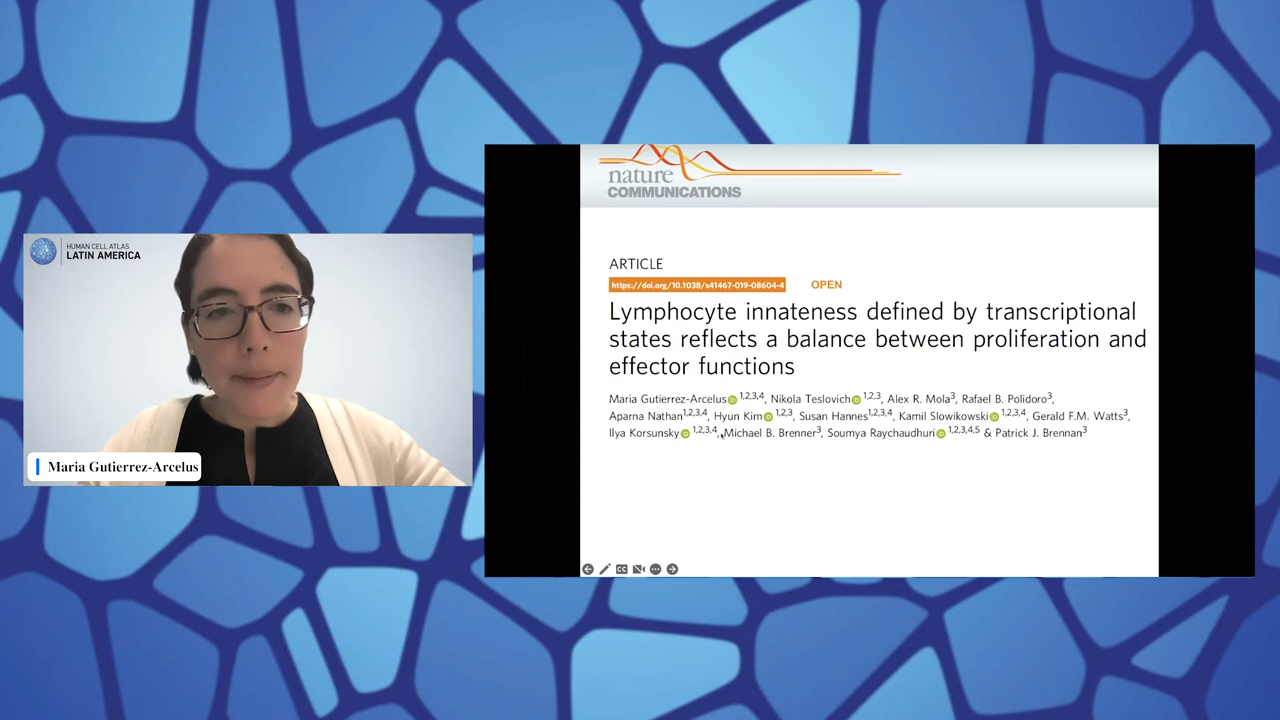 HUMAN CELL ATLAS
LATIN AMERICA
Maria Gutierrez-Arcelus
nature
COMMUNICATIONS
ARTICLE
https://doi.org/10.1038/s41467-019-08604-4 OPEN
Lymphocyte innateness defined by transcriptional
states reflects a balance between proliferation and
effector functions
Maria Gutierrez-Arcelus 1,2,3,4, Nikola Teslovich 1,2,3, Alex R. Mola3, Rafael B. Polidoro3,
Aparna Nathan1,2,3,4, Hyun Kim 1,2,3, Susan Hannes1,2,3,4, Kamil Slowikowski 1,2,3,4, Gerald F.M. Watts3,
Ilya Korsunsky 1,2,3,4, Michael B. Brenner3, Soumya Raychaudhuri 1,2,3,4,5 & Patrick J. Brennan3
CC